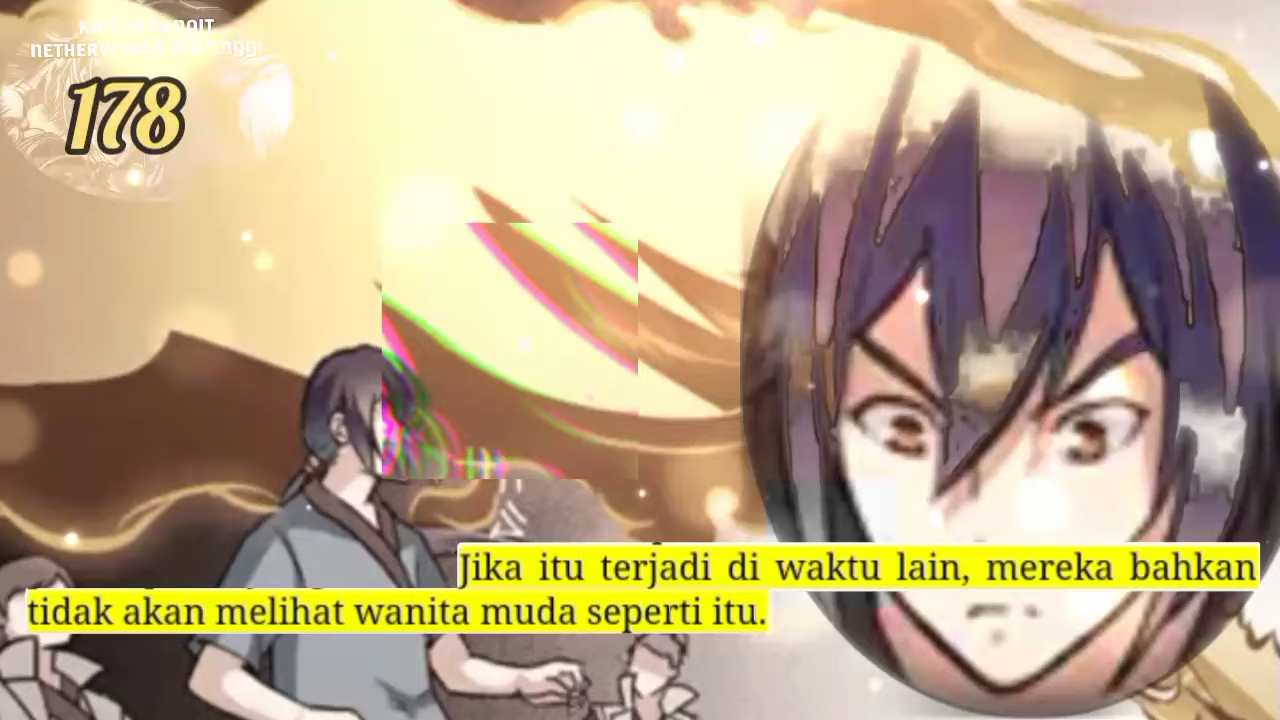 178
Jika itu terjadi di waktu lain, mereka bahkan
tidak akan melihat wanita muda seperti itu.